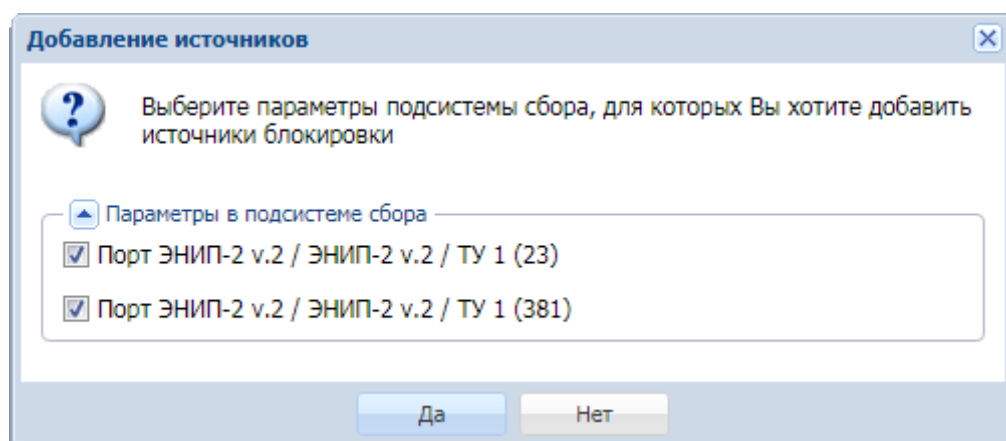 Добавление источников
Выберите параметры подсистемы сбора, для которых Вы хотите добавить
источники блокировки
Параметры в подсистеме сбора
Порт ЭНИП-2 v.2 / ЭНИП-2 v.2 / ТУ 1 (23)
Порт ЭНИП-2 v.2 / ЭНИП-2 v.2 / ТУ 1 (381)
Да Нет